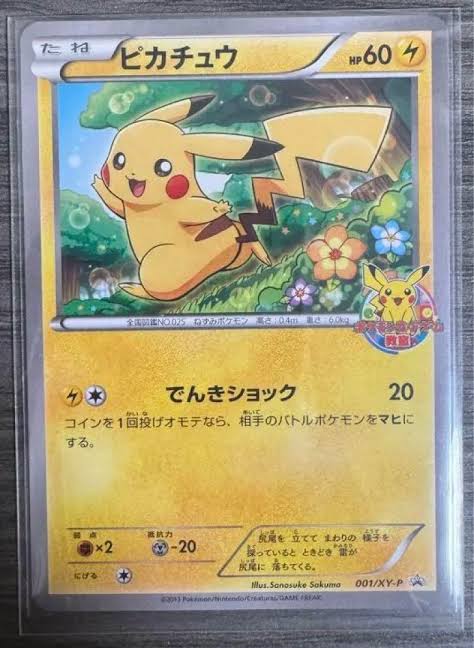 たね ピカチュウ HP60
全国図鑑NO.025 ねずみポケモン 高さ:0.4m 重さ:6.0kg
ポケモンカードゲーム
教室
でんきショック 20
コインを1回投げオモテなら、相手のバトルポケモンをマヒに
する。
弱点 抵抗力
×2 -20
にげる
尻尾を 立てて まわりの 様子を
探っていると ときどき 雷が
尻尾に 落ちてくる。
Illus.Sanosuke Sakuma 001/XY-P
©2013 Pokémon/Nintendo/Creatures/GAME FREAK.